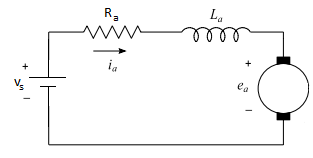 Rₐ
Lₐ
iₐ
+
vₛ
−
+
eₐ
−